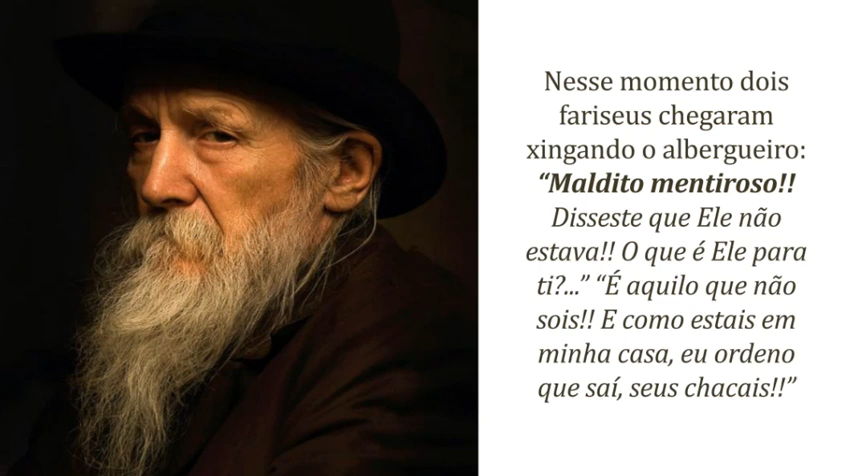 Nesse momento dois
fariseus chegaram
xingando o albergueiro:
“Maldito mentiroso!!
Disseste que Ele não
estava!! O que é Ele para
ti?...” “É aquilo que não
sois!! E como estais em
minha casa, eu ordeno
que saí, seus chacais!!”